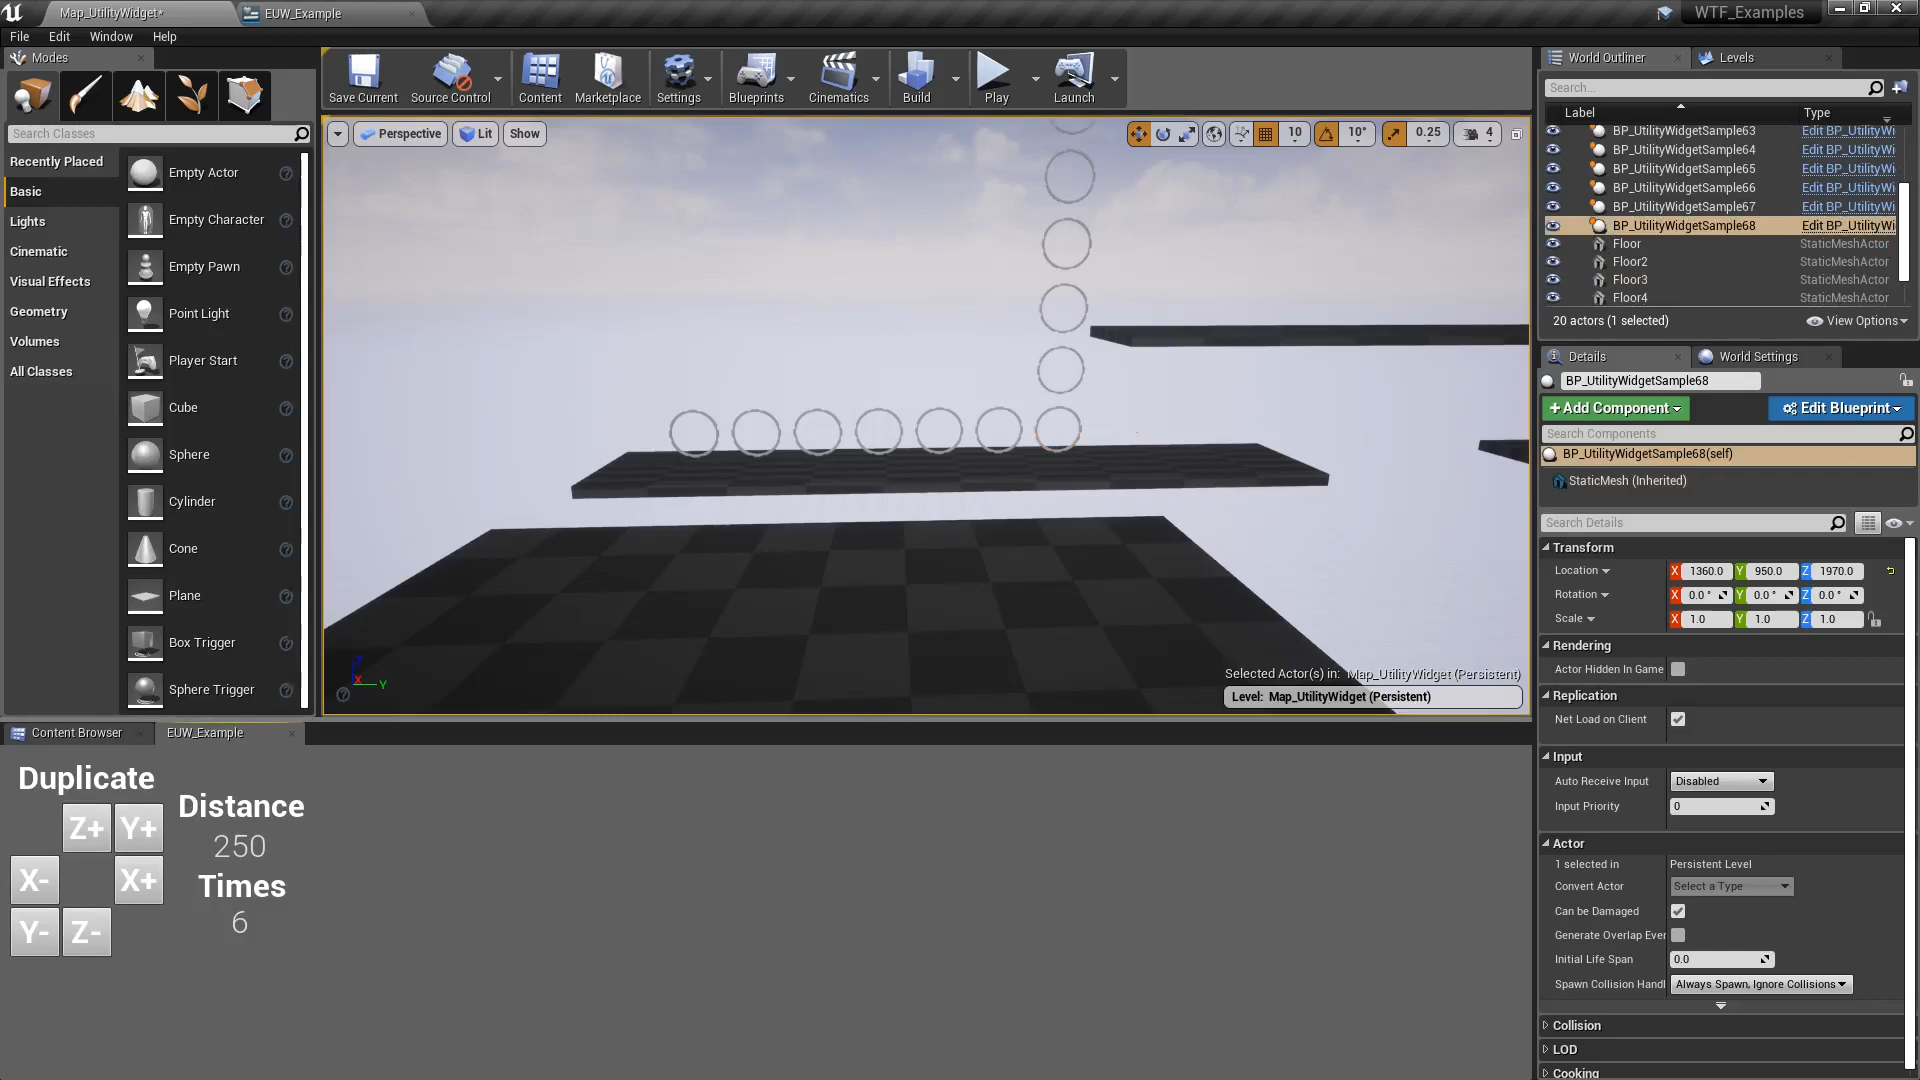 Map_UtilityWidget*
EUW_Example
WTF_Examples
File Edit Window Help
Modes
Save Current
Source Control
Content
Marketplace
Settings
Blueprints
Cinematics
Build
Play
Launch
World Outliner
Levels
Search Classes
Recently Placed
Basic
Lights
Cinematic
Visual Effects
Geometry
Volumes
All Classes
Empty Actor
Empty Character
Empty Pawn
Point Light
Player Start
Cube
Sphere
Cylinder
Cone
Plane
Box Trigger
Sphere Trigger
Perspective
Lit
Show
10
10°
0.25
4
Z
X
Y
Selected Actor(s) in: Map_UtilityWidget (Persistent)
Level: Map_UtilityWidget (Persistent)
Search...
Label Type
BP_UtilityWidgetSample63 Edit BP_UtilityWi
BP_UtilityWidgetSample64 Edit BP_UtilityWi
BP_UtilityWidgetSample65 Edit BP_UtilityWi
BP_UtilityWidgetSample66 Edit BP_UtilityWi
BP_UtilityWidgetSample67 Edit BP_UtilityWi
BP_UtilityWidgetSample68 Edit BP_UtilityWi
Floor StaticMeshActor
Floor2 StaticMeshActor
Floor3 StaticMeshActor
Floor4 StaticMeshActor
20 actors (1 selected) View Options
Details
World Settings
BP_UtilityWidgetSample68
+Add Component
Edit Blueprint
Search Components
BP_UtilityWidgetSample68(self)
StaticMesh (Inherited)
Search Details
Transform
Location X 1360.0 Y 950.0 Z 1970.0
Rotation X 0.0 ° Y 0.0 ° Z 0.0 °
Scale X 1.0 Y 1.0 Z 1.0
Rendering
Actor Hidden In Game
Replication
Net Load on Client
Input
Auto Receive Input Disabled
Input Priority 0
Actor
1 selected in Persistent Level
Convert Actor Select a Type
Can be Damaged
Generate Overlap Ever
Initial Life Span 0.0
Spawn Collision Handl Always Spawn, Ignore Collisions
Collision
LOD
Cooking
Content Browser
EUW_Example
Duplicate
Z+ Y+
X- X+
Y- Z-
Distance
250
Times
6